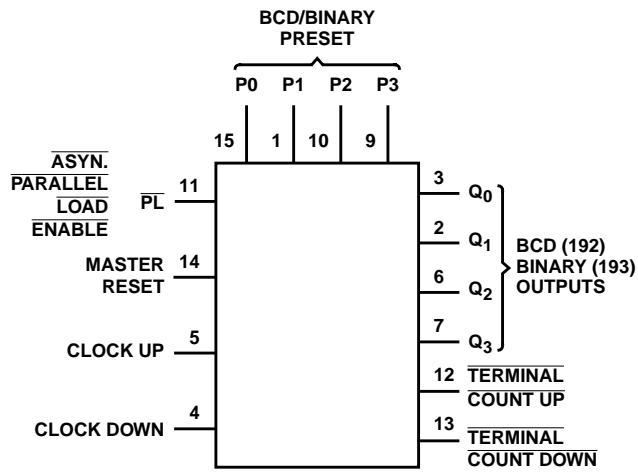 BCD/BINARY
PRESET
P0 P1 P2 P3
15 1 10 9
ASYN.
PARALLEL
LOAD
ENABLE
PL
11
MASTER
RESET
14
CLOCK UP
5
CLOCK DOWN
4
3 Q0
2 Q1
6 Q2
7 Q3
BCD (192)
BINARY (193)
OUTPUTS
12 TERMINAL
COUNT UP
13 TERMINAL
COUNT DOWN